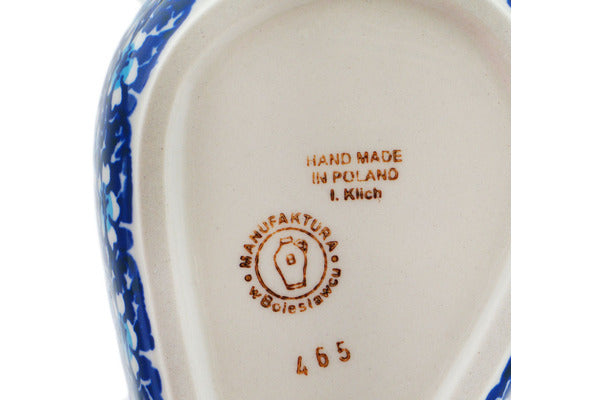 HAND MADE
IN POLAND
I. Klich
MANUFAKTURA
w Bolesławcu
B
465